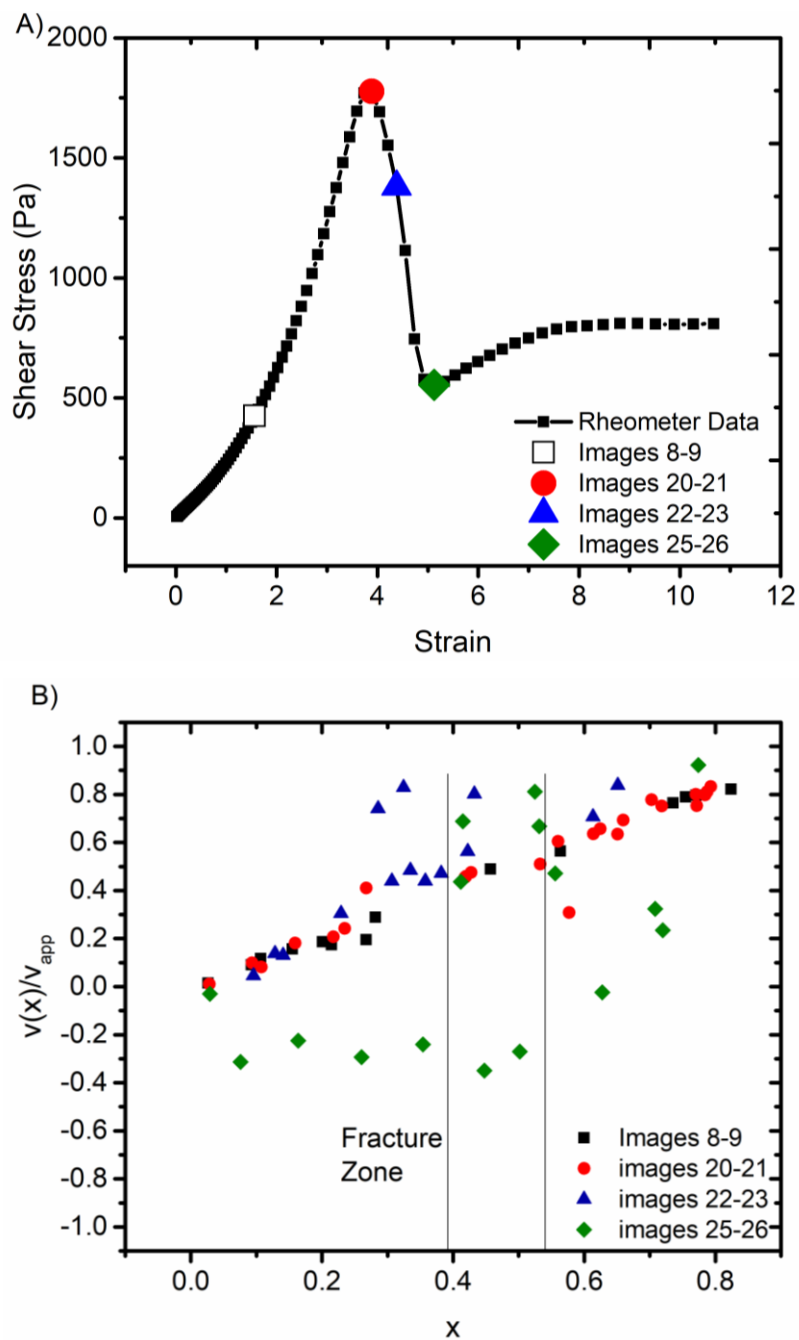 A)
2000
1500
1000
500
0
Shear Stress (Pa)
Rheometer Data
Images 8-9
Images 20-21
Images 22-23
Images 25-26
0 2 4 6 8 10 12
Strain
B)
1.0
0.8
0.6
0.4
0.2
0.0
-0.2
-0.4
-0.6
-0.8
-1.0
v(x)/vapp
Fracture
Zone
Images 8-9
images 20-21
images 22-23
images 25-26
0.0 0.2 0.4 0.6 0.8
x